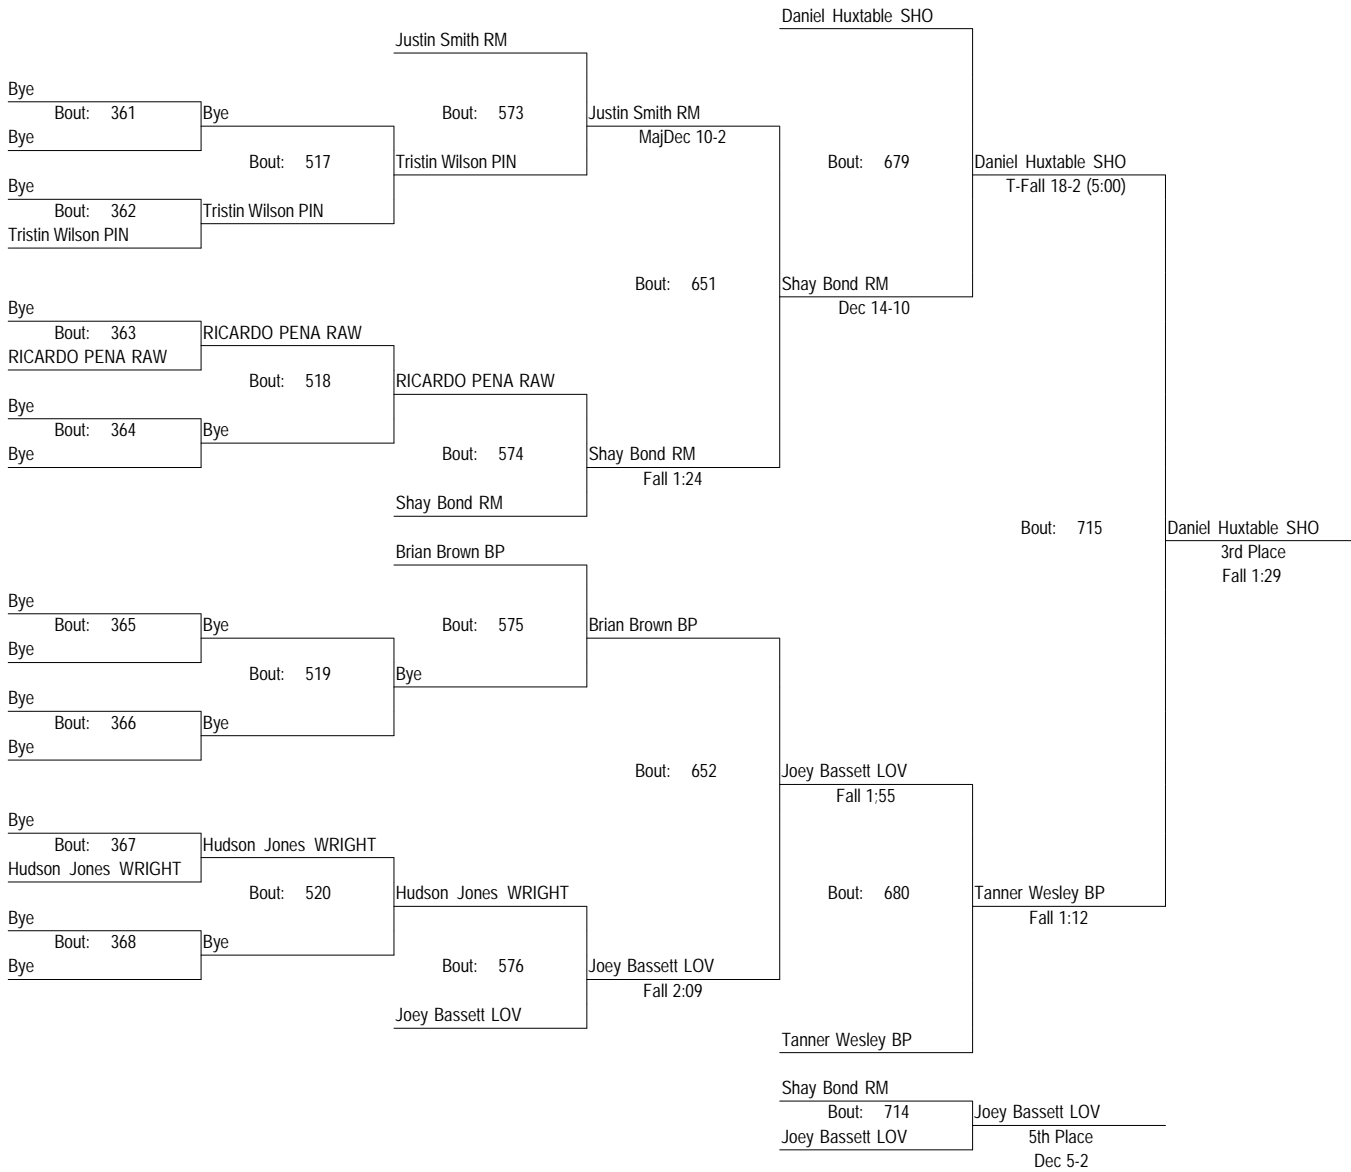 Daniel Huxtable SHO
Justin Smith RM
Bye
Bout: 361
Bye
Bout: 573
Justin Smith RM
Bye
MajDec 10-2
Bout: 517
Tristin Wilson PIN
Bout: 679
Daniel Huxtable SHO
Bye
T-Fall 18-2 (5:00)
Bout: 362
Tristin Wilson PIN
Tristin Wilson PIN
Bout: 651
Shay Bond RM
Bye
Dec 14-10
Bout: 363
RICARDO PENA RAW
RICARDO PENA RAW
Bout: 518
RICARDO PENA RAW
Bye
Bout: 364
Bye
Bye
Bout: 574
Shay Bond RM
Fall 1:24
Shay Bond RM
Bout: 715
Daniel Huxtable SHO
Brian Brown BP
3rd Place
Fall 1:29
Bye
Bout: 365
Bye
Bout: 575
Brian Brown BP
Bye
Bout: 519
Bye
Bye
Bout: 366
Bye
Bye
Bout: 652
Joey Bassett LOV
Fall 1;55
Bye
Bout: 367
Hudson Jones WRIGHT
Hudson Jones WRIGHT
Bout: 520
Hudson Jones WRIGHT
Bout: 680
Tanner Wesley BP
Bye
Fall 1:12
Bout: 368
Bye
Bye
Bout: 576
Joey Bassett LOV
Fall 2:09
Joey Bassett LOV
Tanner Wesley BP
Shay Bond RM
Bout: 714
Joey Bassett LOV
Joey Bassett LOV
5th Place
Dec 5-2